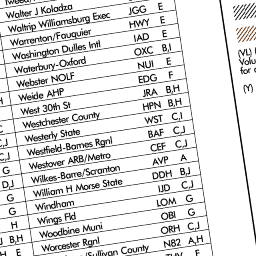 Walter J Koladza
Waltrip Williamsburg Exec JGG E
Warrenton/Fauquier HWY E
Washington Dulles Intl IAD E
Waterbury-Oxford OXC B,I
Webster NOLF NUI E
Weide AHP EDG F
West 30th St JRA B,H
Westchester County HPN B,H
Westerly State WST C,J
Westfield-Barnes Rgnl BAF C,J
Westover ARB/Metro CEF C,J
Wilkes-Barre/Scranton AVP A
William H Morse State DDH B,J
Windham IJD C,J
Wings Fld LOM G
Woodbine Muni OBI G
Worcester Rgnl ORH C,J
/Sullivan County N82 A,H
H
C,J
G
D,J
G
G
H
B,H
E
(VL)
(Y)